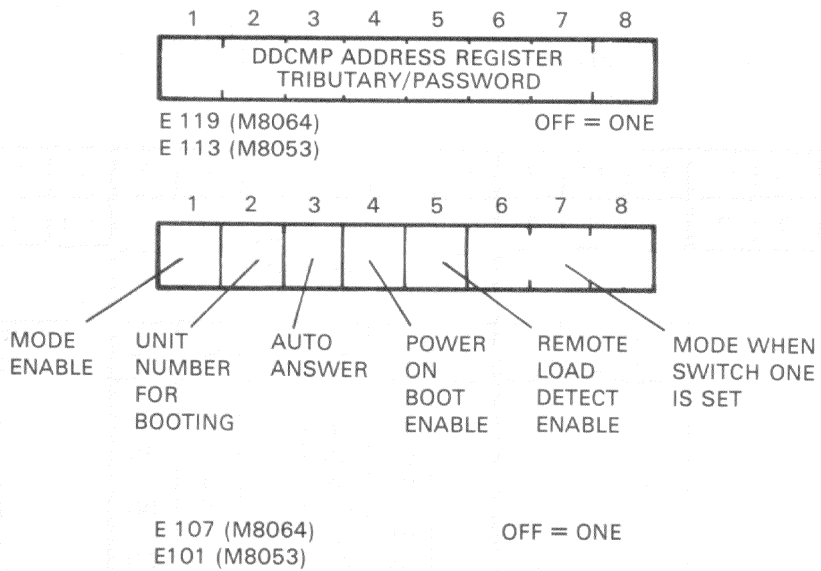 1 2 3 4 5 6 7 8
DDCMP ADDRESS REGISTER
TRIBUTARY/PASSWORD
E 119 (M8064) OFF = ONE
E 113 (M8053)
1 2 3 4 5 6 7 8
MODE
ENABLE
UNIT
NUMBER
FOR
BOOTING
AUTO
ANSWER
POWER
ON
BOOT
ENABLE
REMOTE
LOAD
DETECT
ENABLE
MODE WHEN
SWITCH ONE
IS SET
E 107 (M8064) OFF = ONE
E101 (M8053)